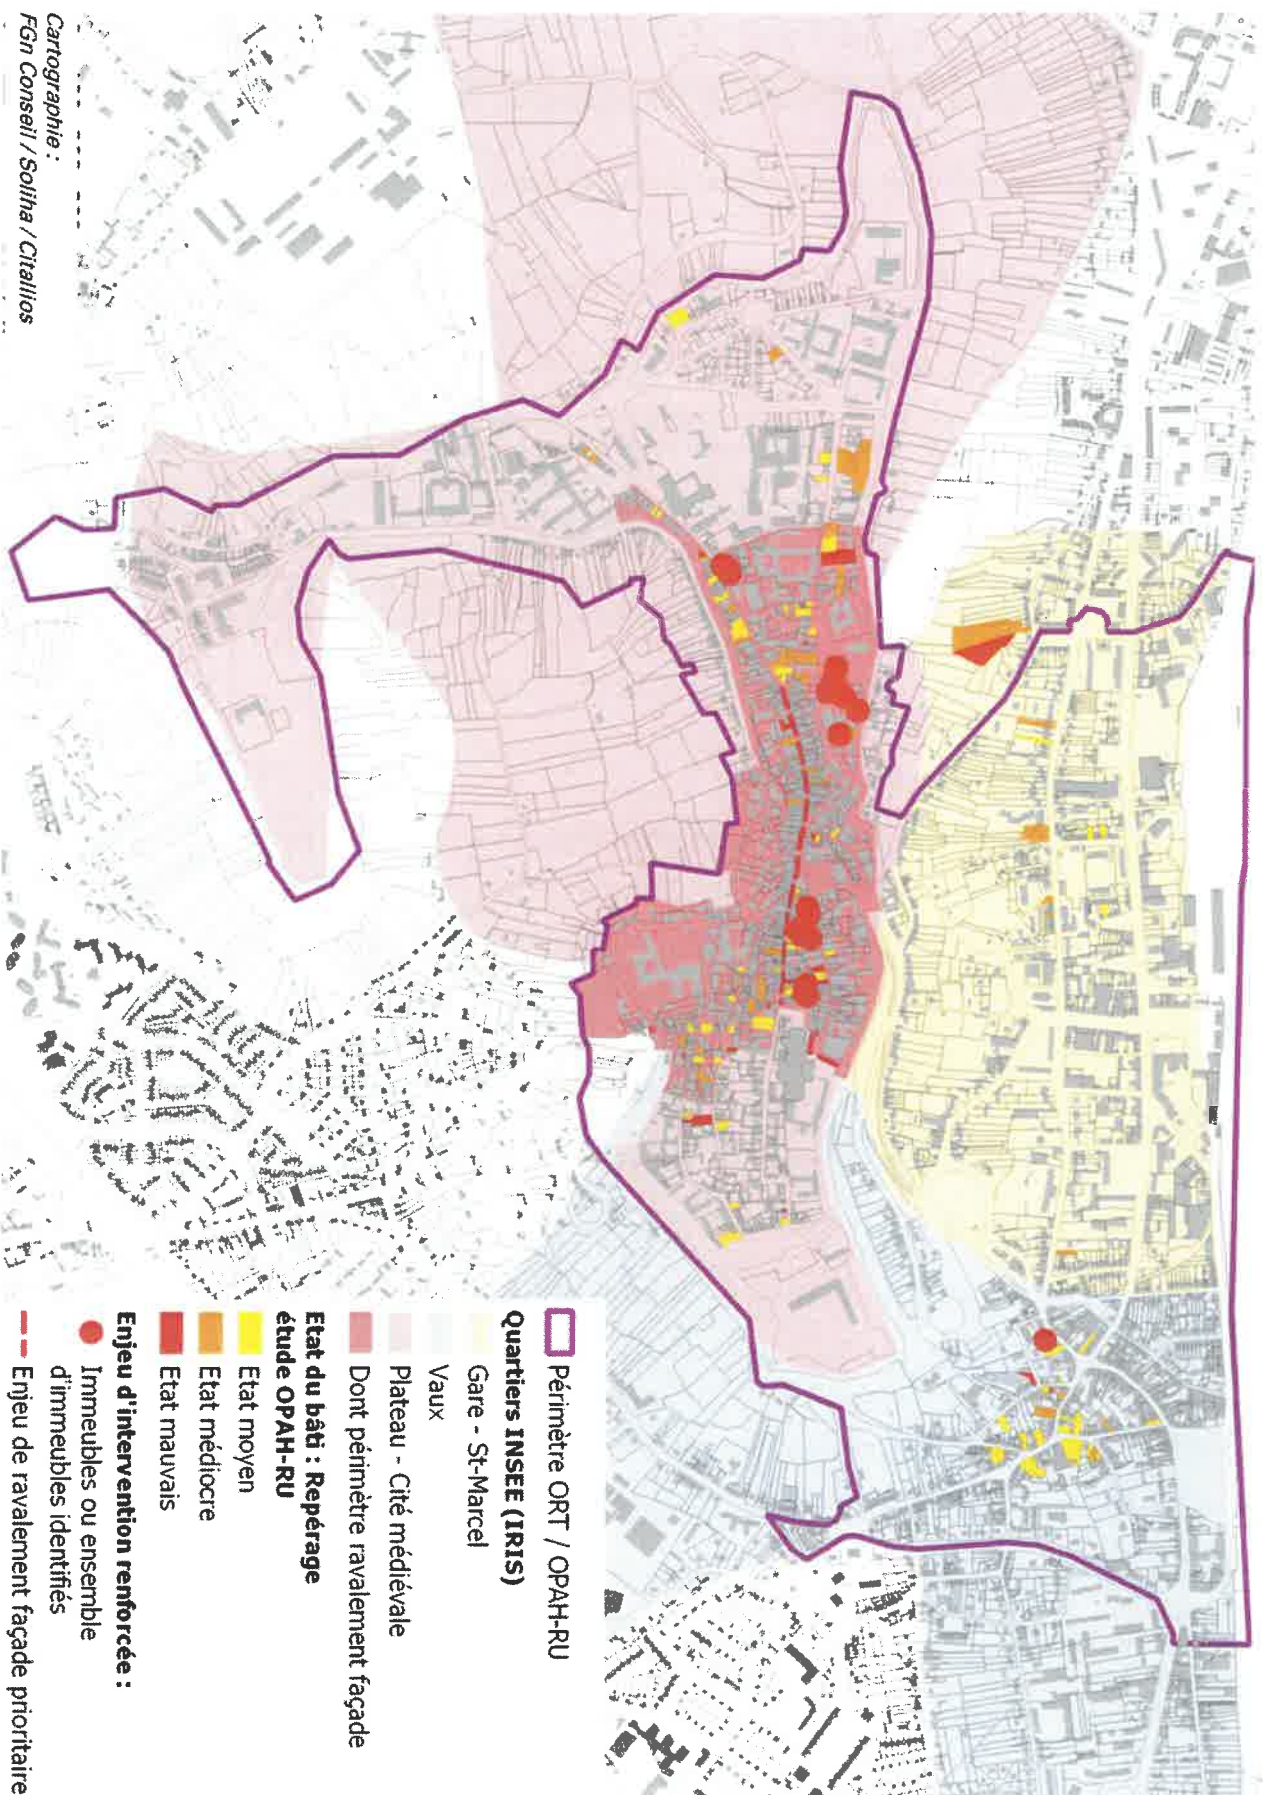 Périmètre ORT / OPAH-RU
Quartiers INSEE (IRIS)
Gare - St-Marcel
Vaux
Plateau - Cité médiévale
Dont périmètre ravalement façade
Etat du bâti : Repérage
étude OPAH-RU
Etat moyen
Etat médiocre
Etat mauvais
Enjeu d'intervention renforcée :
Immeubles ou ensemble
d'immeubles identifiés
Enjeu de ravalement façade prioritaire
Cartographie :
FGn Conseil / Soliha / Citallios